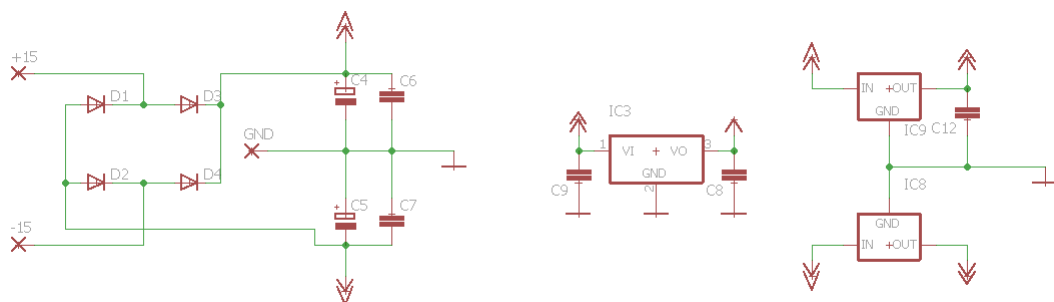 +15
D1
D3
C4
+
C6
GND
D2
D4
-15
C5
+
C7
IC3
1
VI
+
VO
3
GND
2
C9
C8
IN
+OUT
GND
IC9
C12
IC8
GND
IN
+OUT